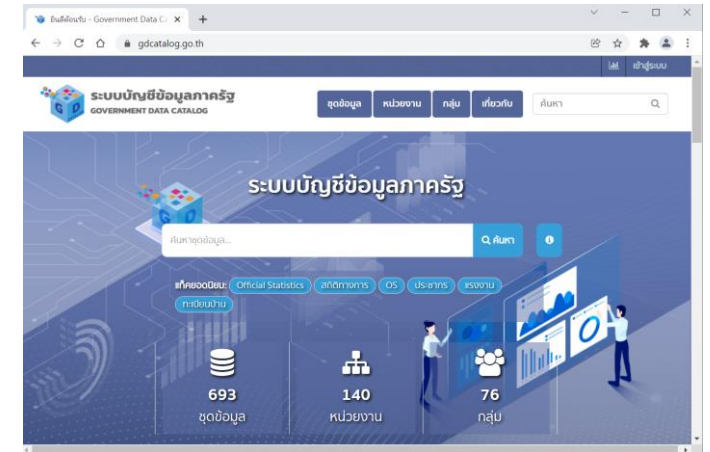 ยินดีต้อนรับ - Government Data Ca
gdcatalog.go.th
เข้าสู่ระบบ
ระบบบัญชีข้อมูลภาครัฐ
GOVERNMENT DATA CATALOG
ชุดข้อมูล หน่วยงาน กลุ่ม เกี่ยวกับ ค้นหา
ระบบบัญชีข้อมูลภาครัฐ
G D
ค้นหาชุดข้อมูล... ค้นหา
แท็คยอดนิยม: Official Statistics สถิติทางการ OS ประชากร แรงงาน
ทะเบียนบ้าน
693 140 76
ชุดข้อมูล หน่วยงาน กลุ่ม